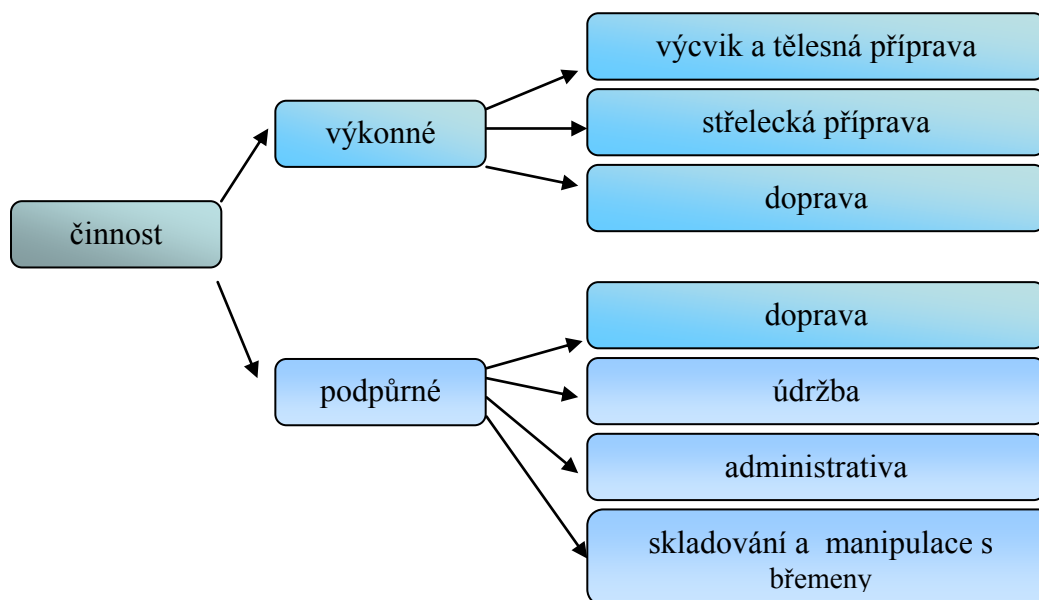 činnost
výkonné
výcvik a tělesná příprava
střelecká příprava
doprava
podpůrné
doprava
údržba
administrativa
skladování a manipulace s
břemeny